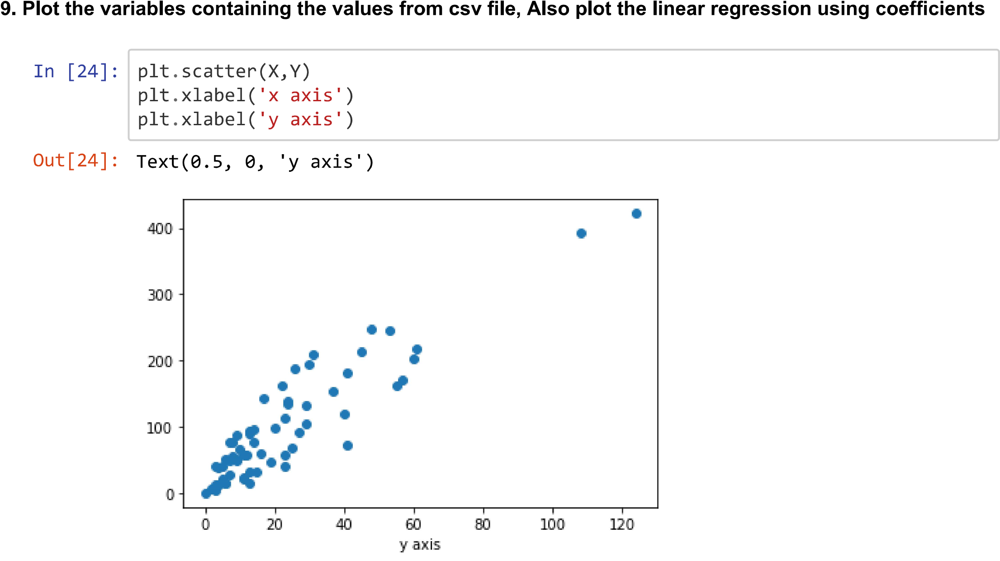 9. Plot the variables containing the values from csv file, Also plot the linear regression using coefficients
In [24]:
plt.scatter(X,Y)
plt.xlabel('x axis')
plt.xlabel('y axis')
Out[24]: Text(0.5, 0, 'y axis')
400
300
200
100
0
0 20 40 60 80 100 120
y axis